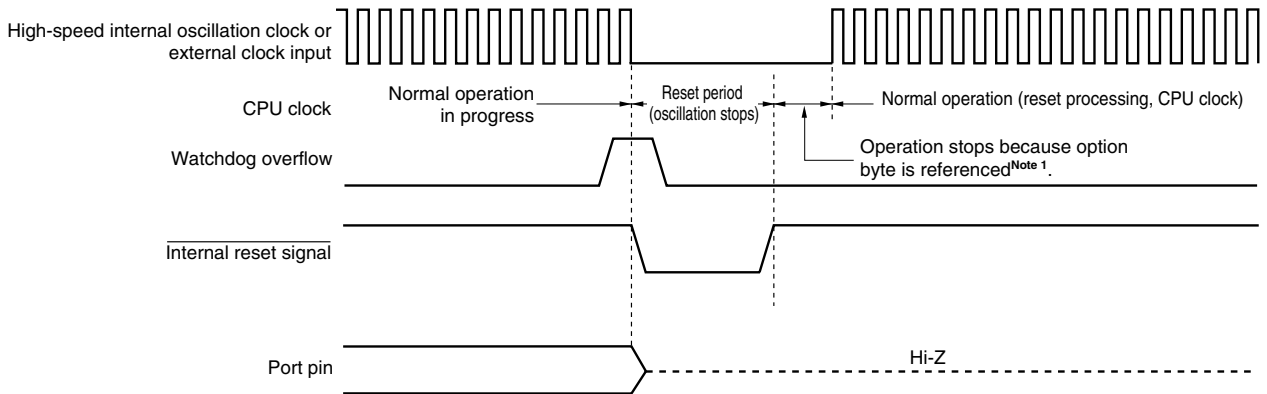 High-speed internal oscillation clock or
external clock input
CPU clock
Normal operation
in progress
Reset period
(oscillation stops)
Normal operation (reset processing, CPU clock)
Operation stops because option
byte is referencedNote 1.
Watchdog overflow
Internal reset signal
Port pin
Hi-Z